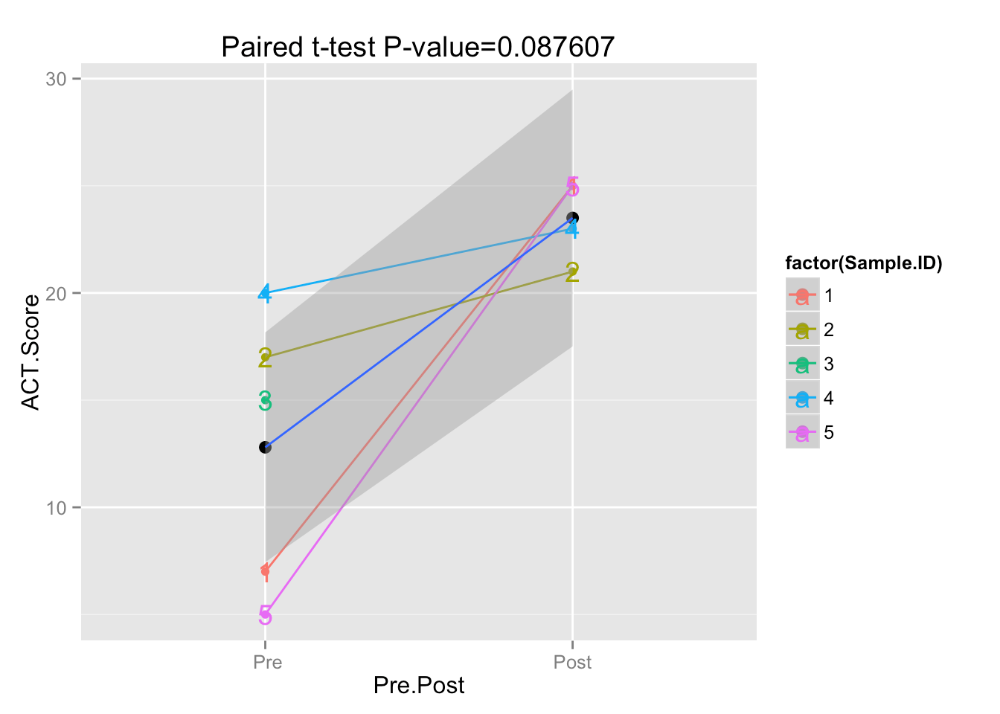 Paired t-test P-value=0.087607
30
20
10
ACT.Score
4
2
3
1
5
5
1
4
2
Pre
Post
Pre.Post
factor(Sample.ID)
a 1
a 2
a 3
a 4
a 5